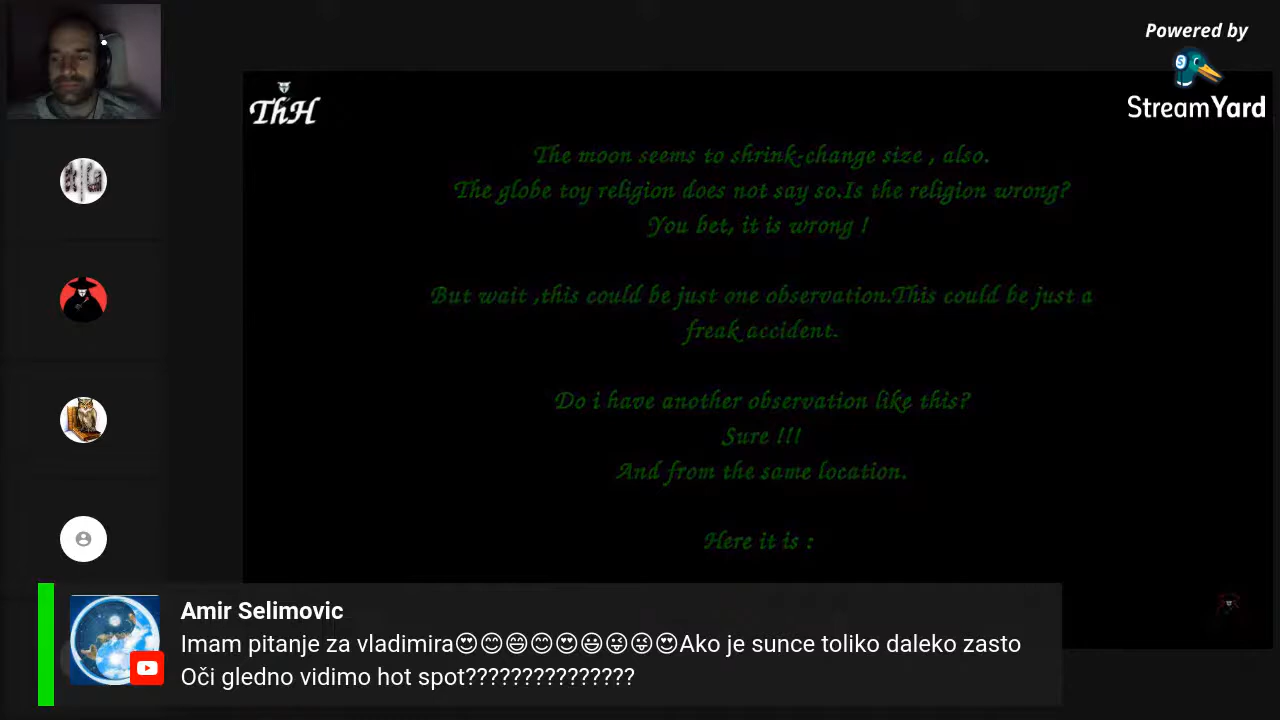 Powered by
StreamYard
ThH
The moon seems to shrink-change size , also.
The globe toy religion does not say so.Is the religion wrong?
You bet, it is wrong !
But wait ,this could be just one observation.This could be just a
freak accident.
Do i have another observation like this?
Sure !!!
And from the same location.
Here it is :
Amir Selimovic
Imam pitanje za vladimira😍😊😄😊😍😃😜😜😍Ako je sunce toliko daleko zasto
Oči gledno vidimo hot spot???????????????